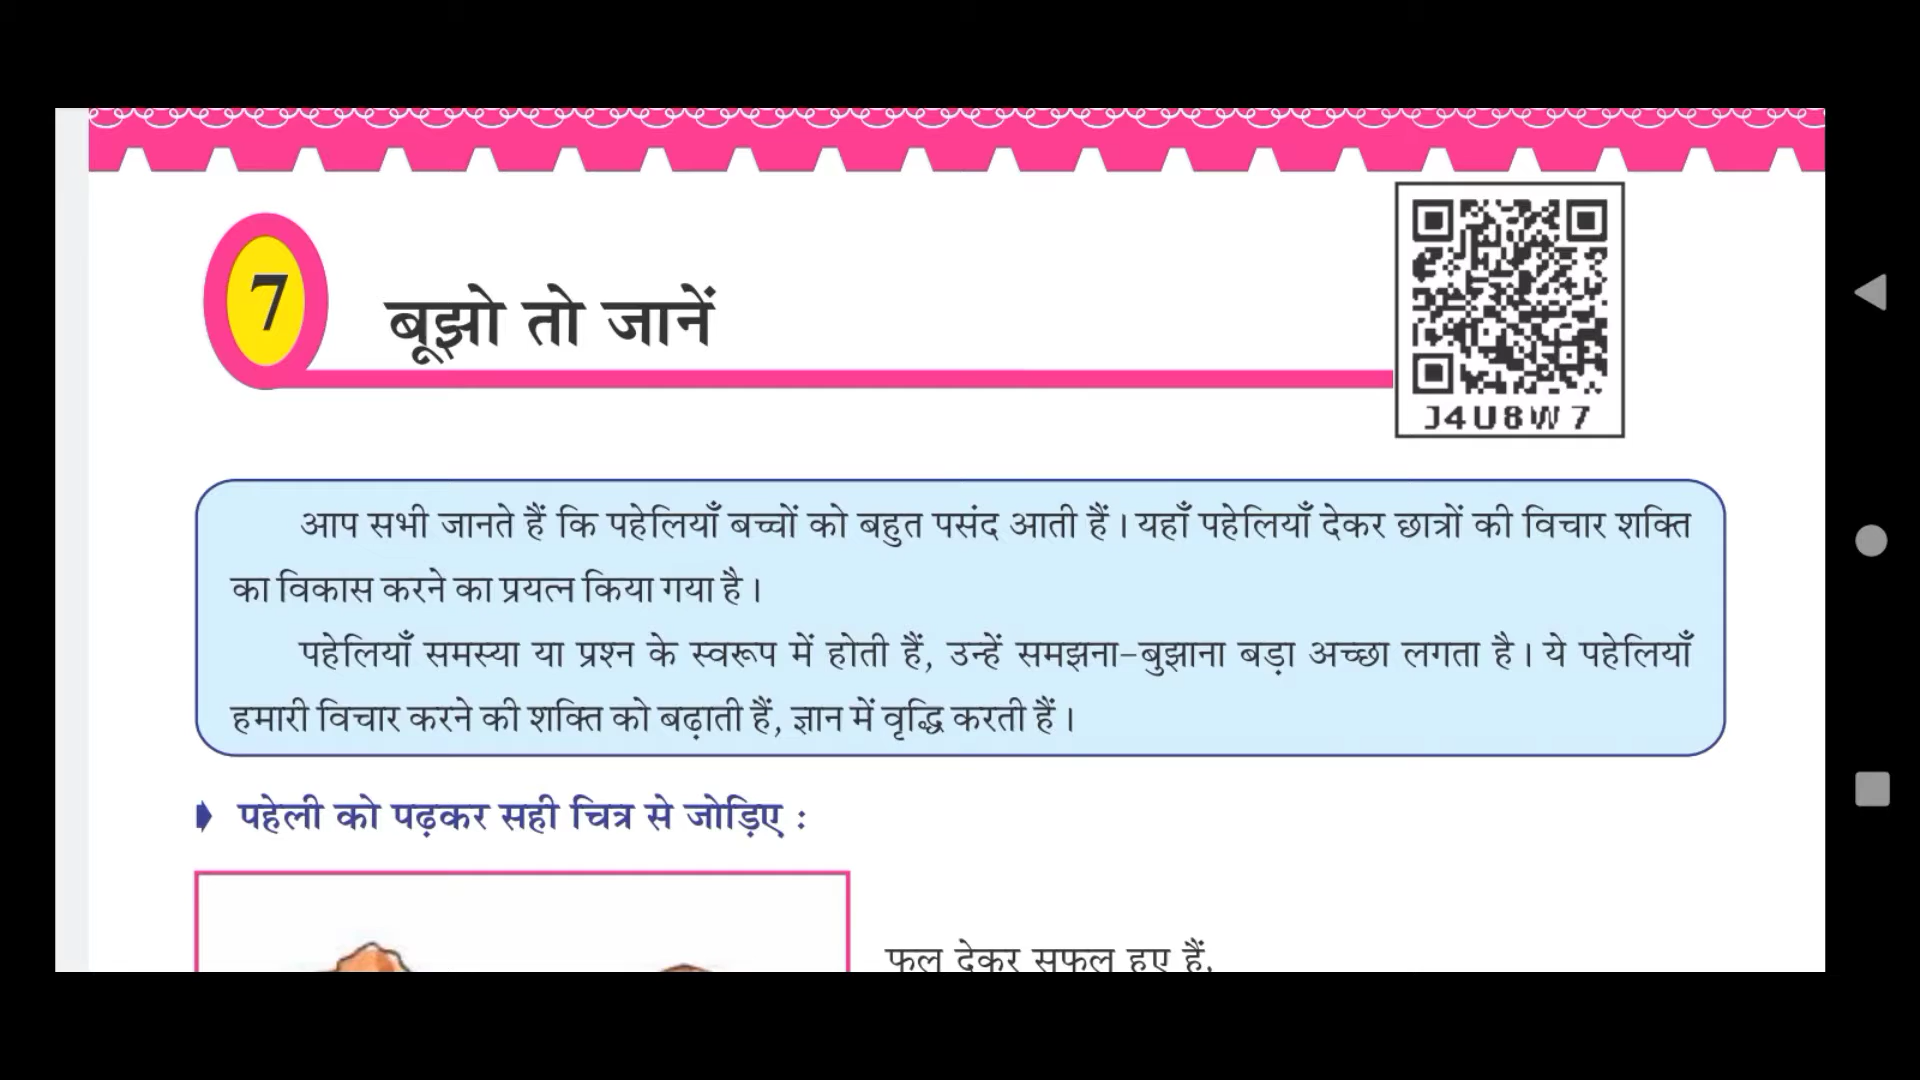 7
बूझो तो जानें
J4U8W7
आप सभी जानते हैं कि पहेलियाँ बच्चों को बहुत पसंद आती हैं । यहाँ पहेलियाँ देकर छात्रों की विचार शक्ति
का विकास करने का प्रयत्न किया गया है ।
पहेलियाँ समस्या या प्रश्न के स्वरूप में होती हैं, उन्हें समझना-बुझाना बड़ा अच्छा लगता है । ये पहेलियाँ
हमारी विचार करने की शक्ति को बढ़ाती हैं, ज्ञान में वृद्धि करती हैं ।
पहेली को पढ़कर सही चित्र से जोड़िए :
फल देकर सफल हुए हैं,